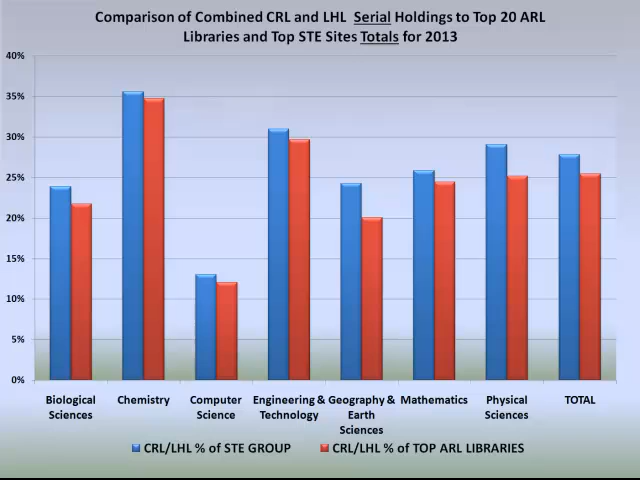 Comparison of Combined CRL and LHL Serial Holdings to Top 20 ARL
Libraries and Top STE Sites Totals for 2013
40%
35%
30%
25%
20%
15%
10%
5%
0%
Biological
Sciences
Chemistry
Computer
Science
Engineering &
Technology
Geography &
Earth
Sciences
Mathematics
Physical
Sciences
TOTAL
CRL/LHL % of STE GROUP
CRL/LHL % of TOP ARL LIBRARIES